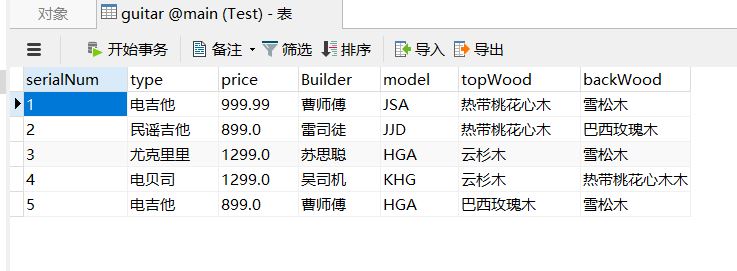 对象 guitar @main (Test) - 表
开始事务 备注 筛选 排序 导入 导出
serialNum type price Builder model topWood backWood
1 电吉他 999.99 曹师傅 JSA 热带桃花心木 雪松木
2 民谣吉他 899.0 雷司徒 JJD 热带桃花心木 巴西玫瑰木
3 尤克里里 1299.0 苏思聪 HGA 云杉木 雪松木
4 电贝司 1299.0 吴司机 KHG 云杉木 热带桃花心木木
5 电吉他 899.0 曹师傅 HGA 巴西玫瑰木 雪松木